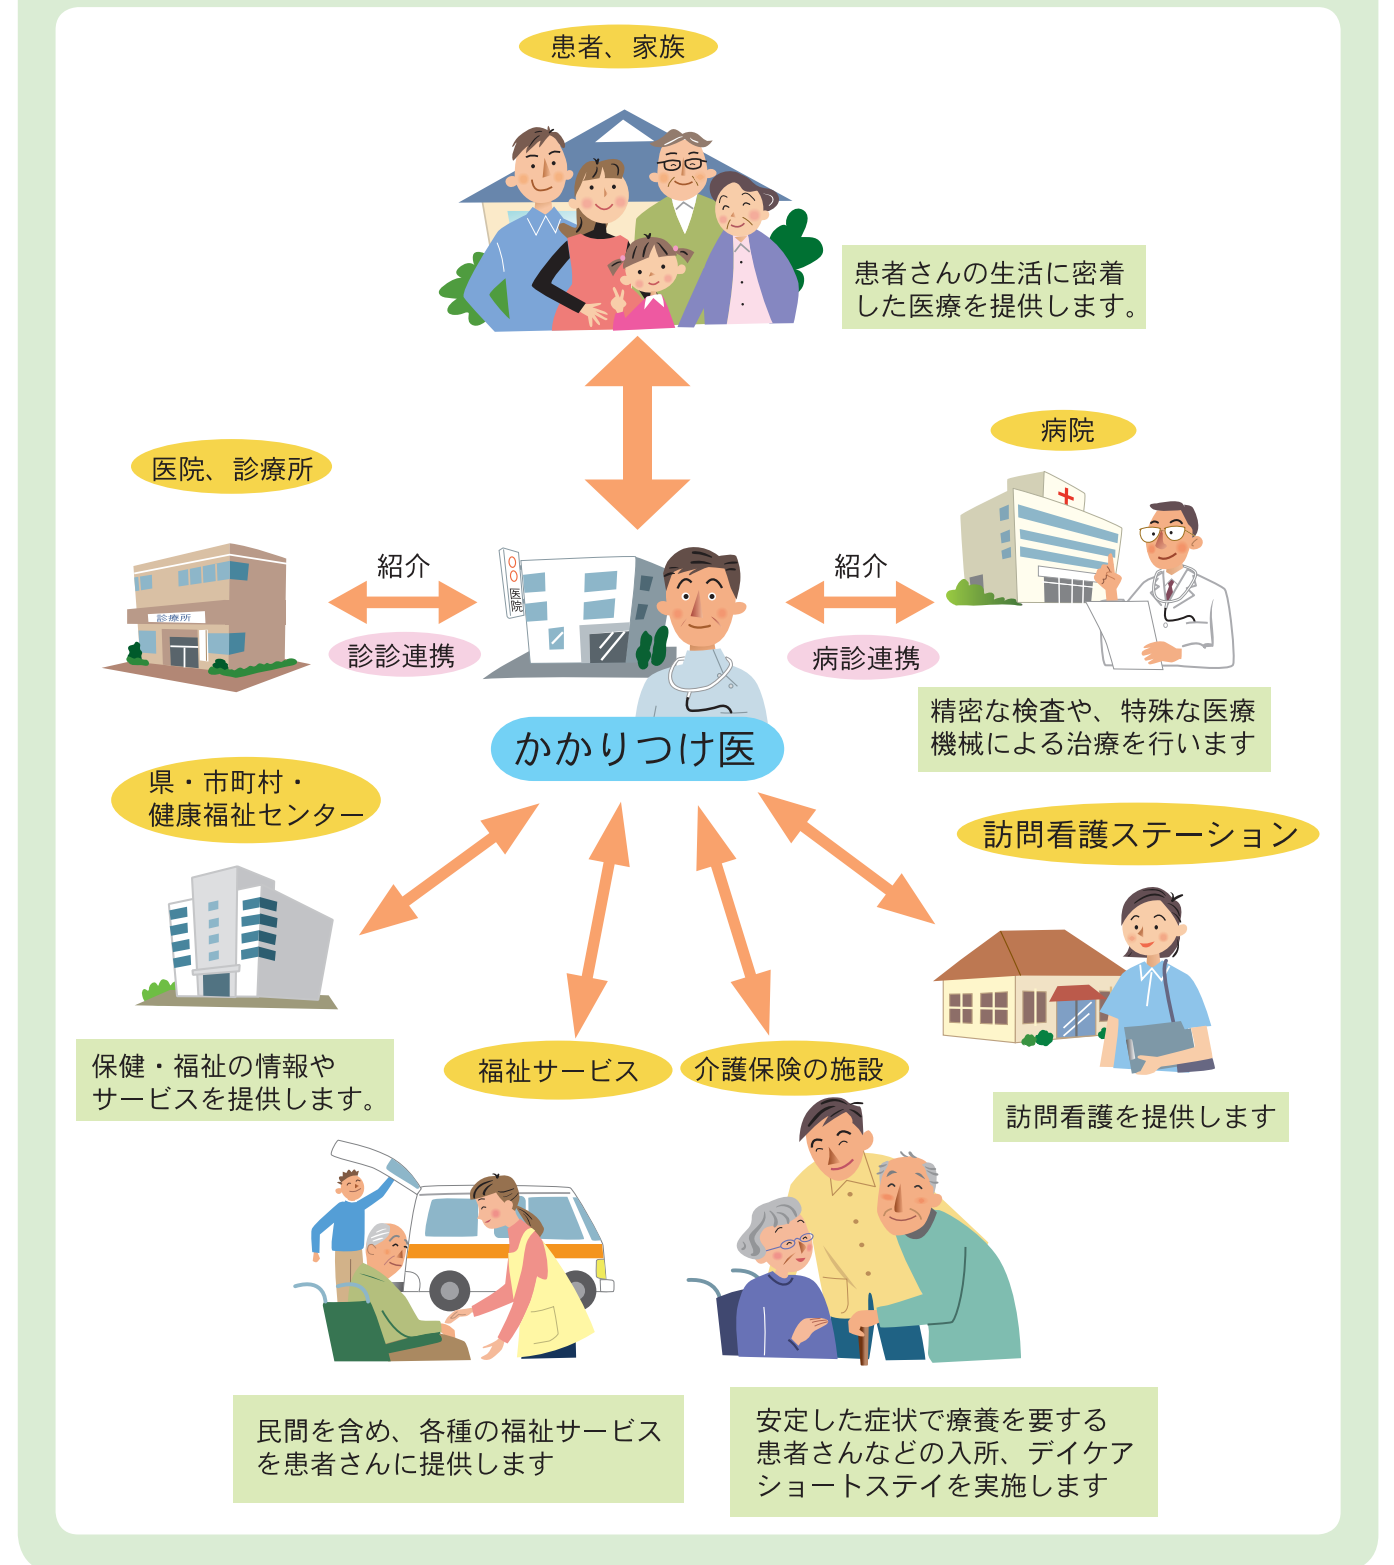 患者、家族
患者さんの生活に密着
した医療を提供します。
医院、診療所
病院
紹介
紹介
○○医院
診療所
診診連携
病診連携
精密な検査や、特殊な医療
機械による治療を行います
かかりつけ医
県・市町村・
健康福祉センター
訪問看護ステーション
保健・福祉の情報や
サービスを提供します。
福祉サービス
介護保険の施設
訪問看護を提供します
民間を含め、各種の福祉サービス
を患者さんに提供します
安定した症状で療養を要する
患者さんなどの入所、デイケア
ショートステイを実施します